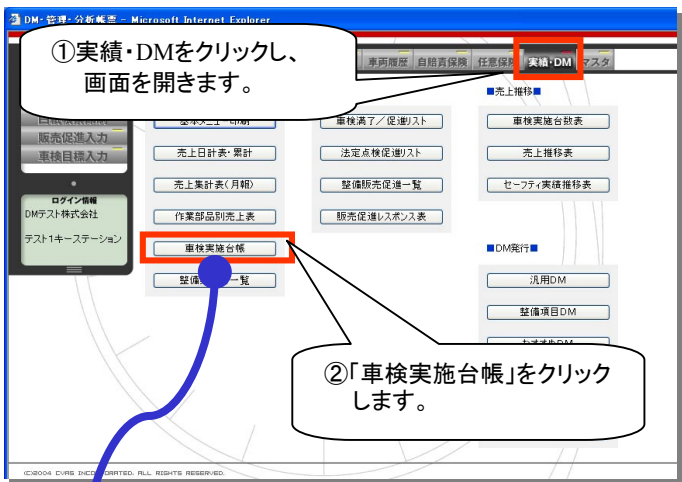 DM・管理・分析帳票 - Microsoft Internet Explorer
①実績・DMをクリックし、
画面を開きます。
車両履歴 自賠責保険 任意保険 実績・DM マスタ
■売上推移■
車検満了／促進リスト
車検実施台数表
販売促進入力
車検目標入力
売上日計表・累計
法定点検促進リスト
売上推移表
売上集計表(月報)
整備販売促進一覧
セーフティ実績推移表
ログイン情報
DMテスト株式会社
テスト1キーステーション
作業部品別売上表
販売促進レスポンス表
車検実施台帳
■DM発行■
一覧
汎用DM
整備項目DM
②「車検実施台帳」をクリック
します。
(C)2004 CVAS INCORPORATED. ALL RIGHTS RESERVED.